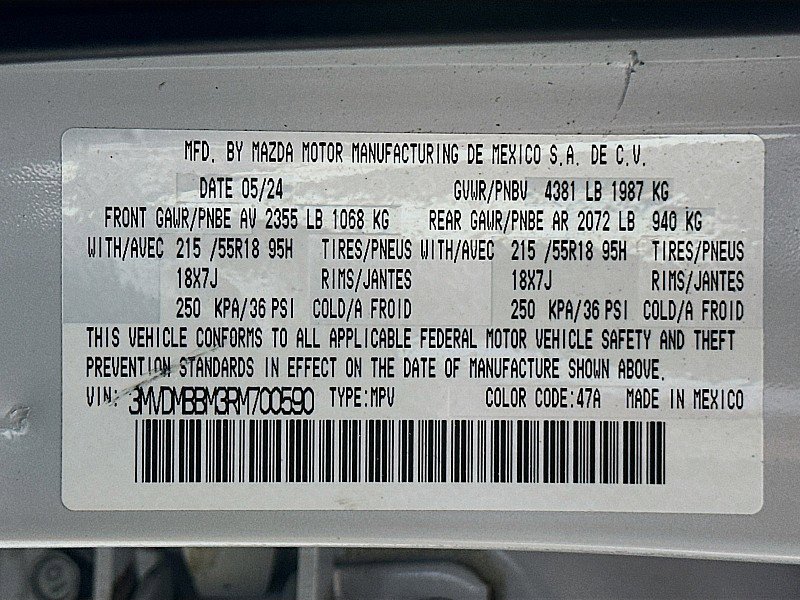 MFD. BY MAZDA MOTOR MANUFACTURING DE MEXICO S.A. DE C.V.
DATE 05/24 GVWR/PNBV 4381 LB 1987 KG
FRONT GAWR/PNBE AV 2355 LB 1068 KG REAR GAWR/PNBE AR 2072 LB 940 KG
WITH/AVEC 215 /55R18 95H TIRES/PNEUS WITH/AVEC 215 /55R18 95H TIRES/PNEUS
18X7J RIMS/JANTES 18X7J RIMS/JANTES
250 KPA/36 PSI COLD/A FROID 250 KPA/36 PSI COLD/A FROID
THIS VEHICLE CONFORMS TO ALL APPLICABLE FEDERAL MOTOR VEHICLE SAFETY AND THEFT
PREVENTION STANDARDS IN EFFECT ON THE DATE OF MANUFACTURE SHOWN ABOVE.
VIN: 3MVDMBBM3RM700590 TYPE:MPV COLOR CODE:47A MADE IN MEXICO